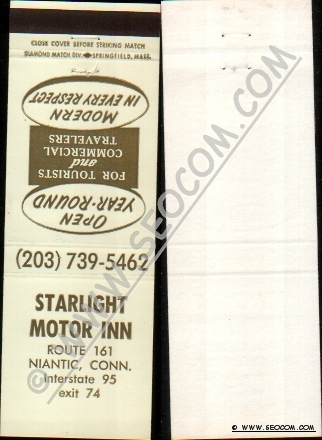 CLOSE COVER BEFORE STRIKING MATCH
DIAMOND MATCH DIV. SPRINGFIELD, MASS.
MODERN
IN EVERY RESPECT
FOR TOURISTS
and
COMMERCIAL
TRAVELERS
OPEN
YEAR-ROUND
(203) 739-5462
STARLIGHT
MOTOR INN
ROUTE 161
NIANTIC, CONN.
Interstate 95
exit 74
© WWW.SEOCOM.COM
© www.seocom.com